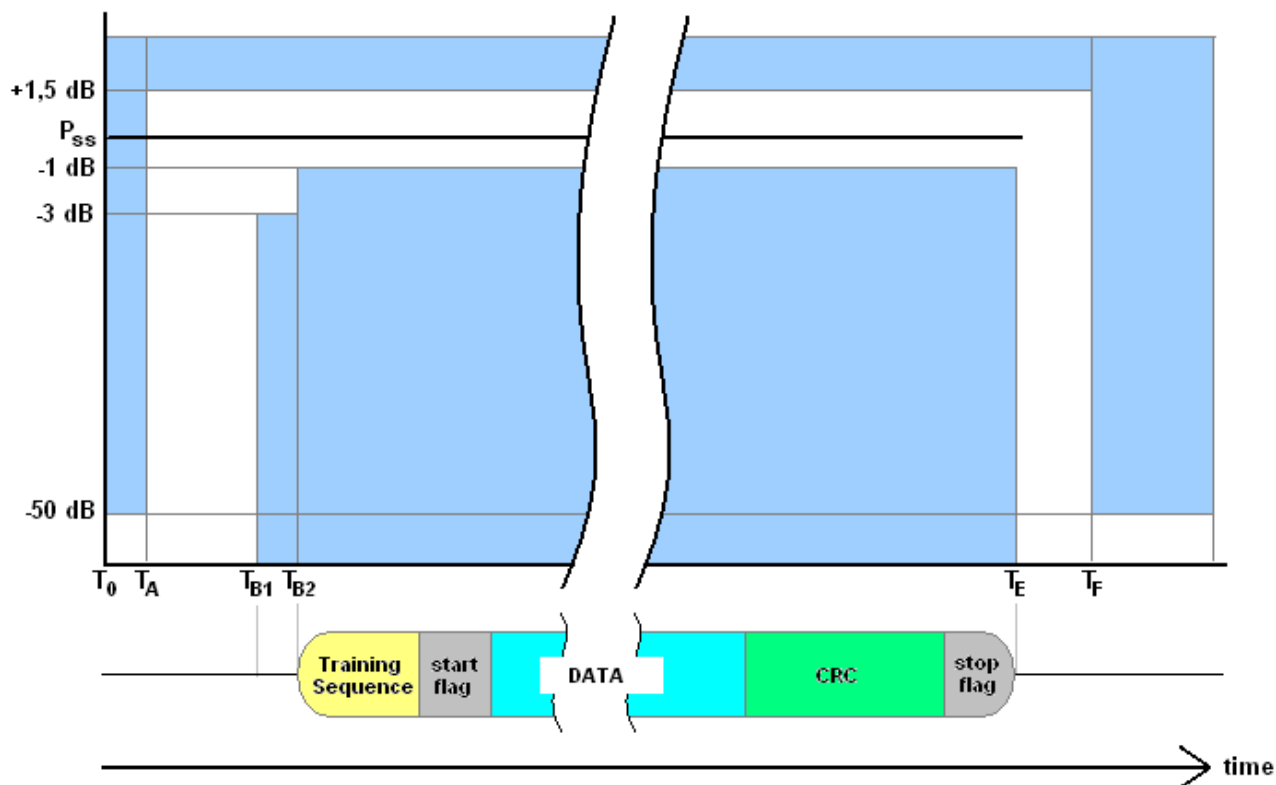 +1,5 dB
Pss
-1 dB
-3 dB
-50 dB
T0 TA TB1 TB2 TE TF
Training
Sequence
start
flag
DATA
CRC
stop
flag
time